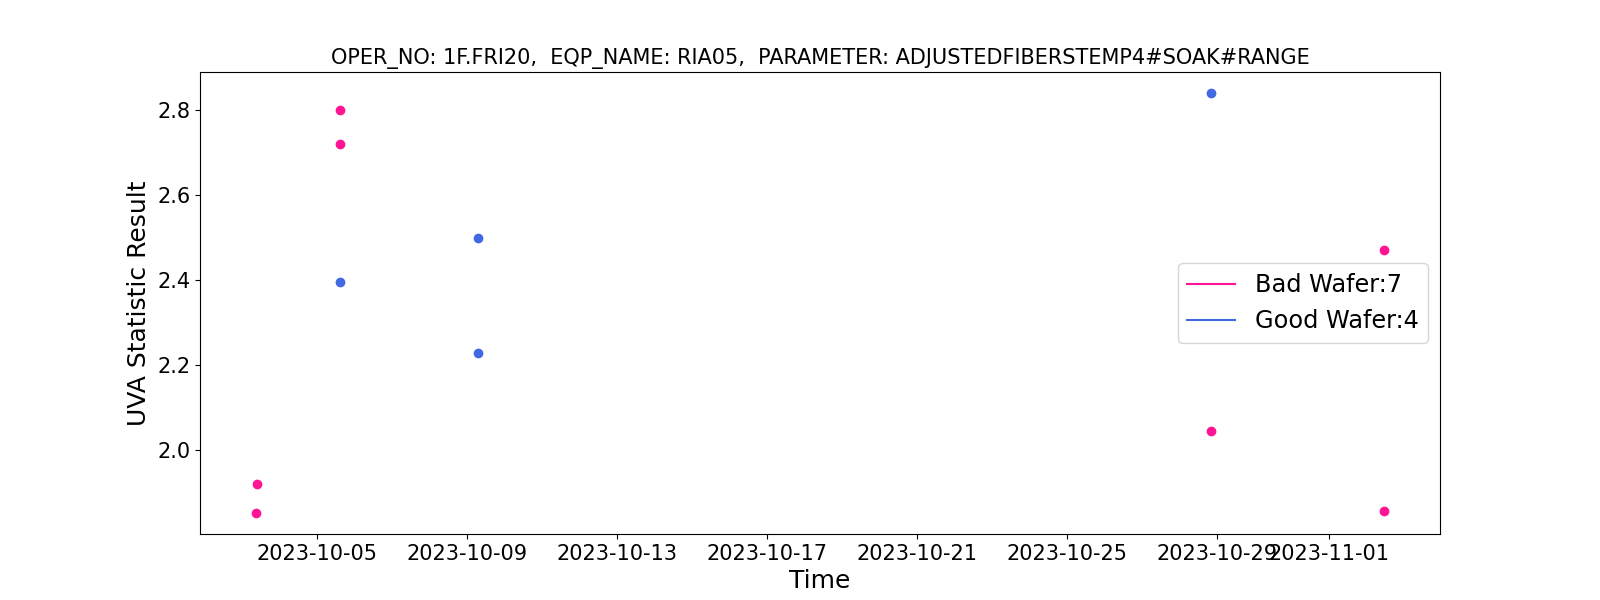 OPER_NO: 1F.FRI20,  EQP_NAME: RIA05,  PARAMETER: ADJUSTEDFIBERSTEMP4#SOAK#RANGE
UVA Statistic Result
2.8
2.6
2.4
2.2
2.0
Bad Wafer:7
Good Wafer:4
2023-10-05 2023-10-09 2023-10-13 2023-10-17 2023-10-21 2023-10-25 2023-10-29 2023-11-01
Time